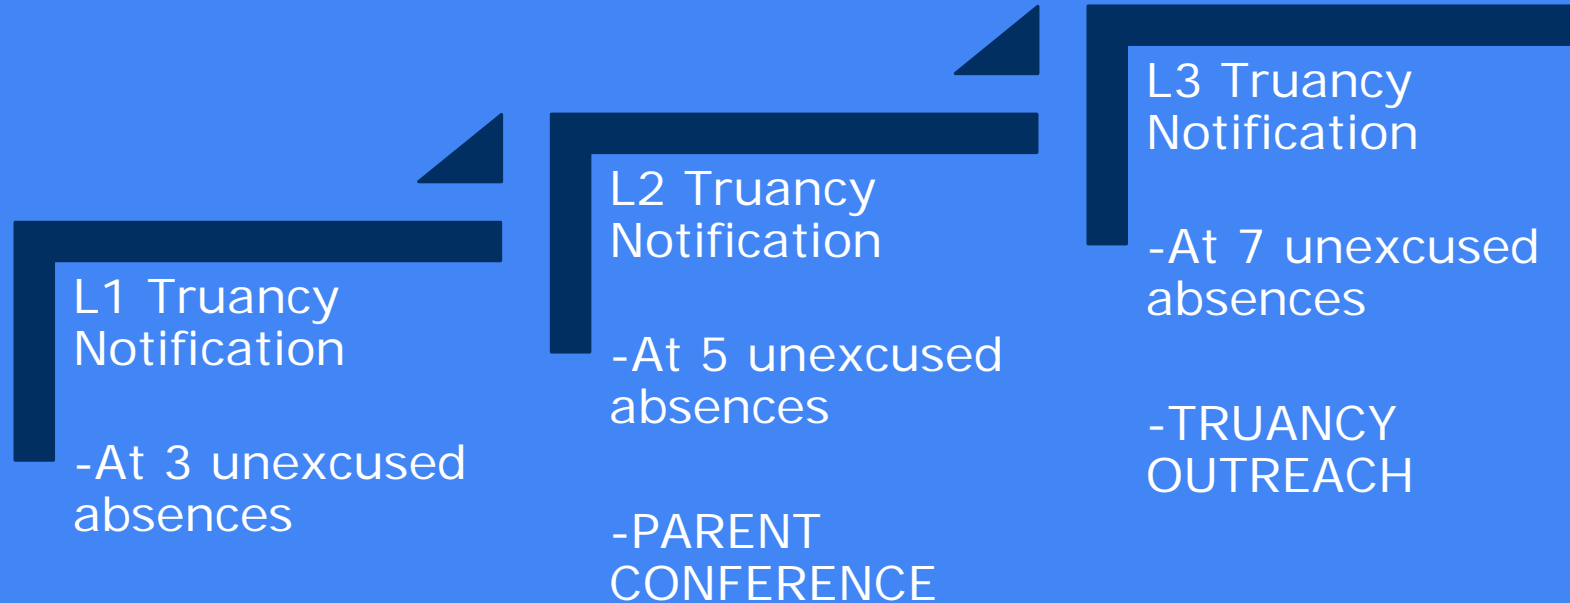 L1 Truancy
Notification
-At 3 unexcused
absences
L2 Truancy
Notification
-At 5 unexcused
absences
-PARENT
CONFERENCE
L3 Truancy
Notification
-At 7 unexcused
absences
-TRUANCY
OUTREACH